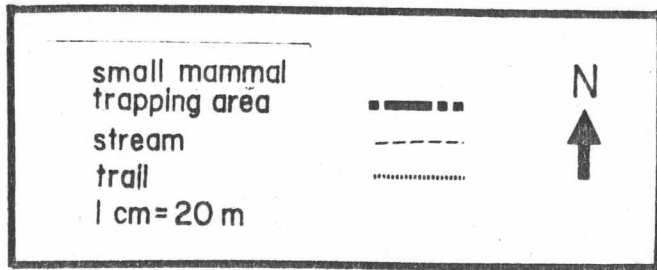 small mammal
trapping area
stream
trail
1 cm = 20 m
N